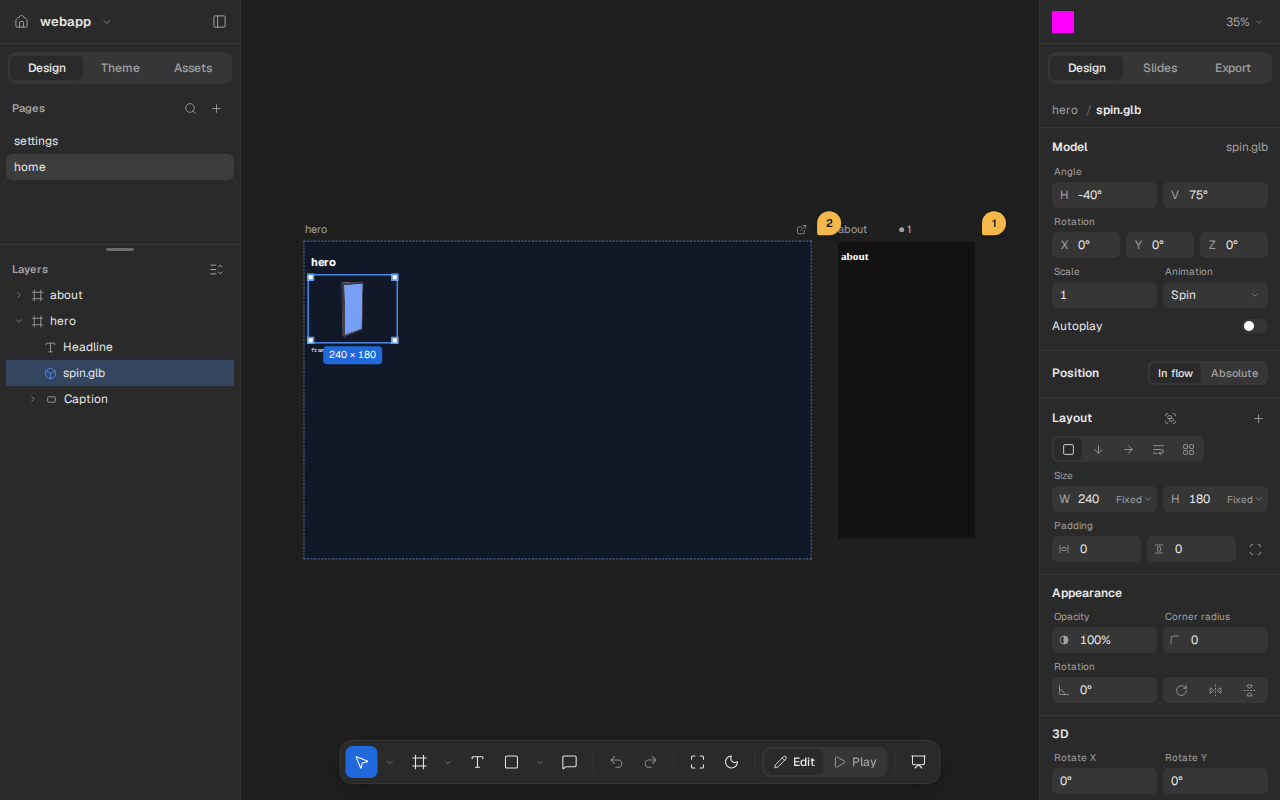 webapp
35%
Design
Theme
Assets
Design
Slides
Export
Pages
hero / spin.glb
settings
home
Model
spin.glb
Angle
H -40°
V 75°
Rotation
X 0°
Y 0°
Z 0°
Layers
about
hero
Headline
spin.glb
Caption
hero
2
about
1
1
hero
about
240 × 180
Scale
Animation
1
Spin
Autoplay
Position
In flow
Absolute
Layout
Size
W 240 Fixed
H 180 Fixed
Padding
0
0
Appearance
Opacity
Corner radius
100%
0
Rotation
0°
3D
Rotate X
Rotate Y
0°
0°
Edit
Play